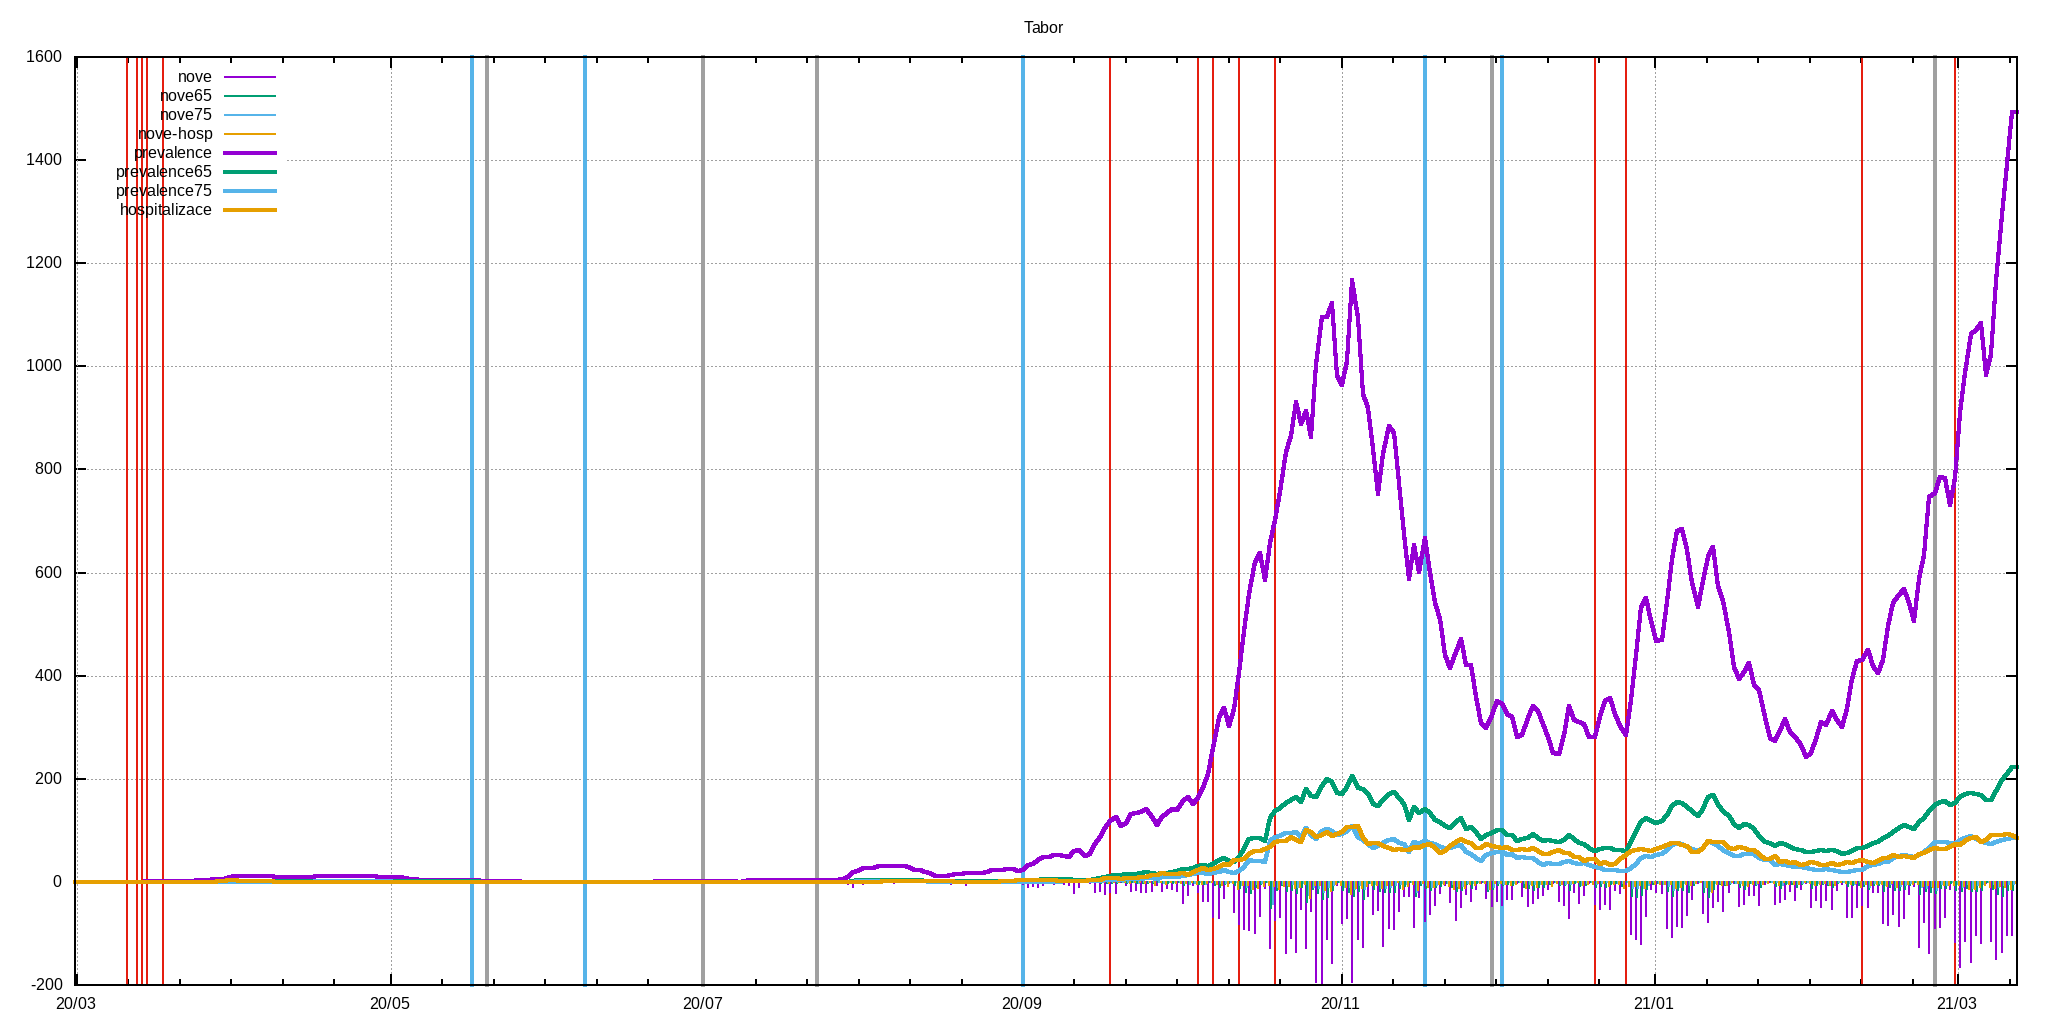 Tabor
1600
1400
1200
1000
800
600
400
200
0
-200
nove
nove65
nove75
nove-hosp
prevalence
prevalence65
prevalence75
hospitalizace
20/03
20/05
20/07
20/09
20/11
21/01
21/03